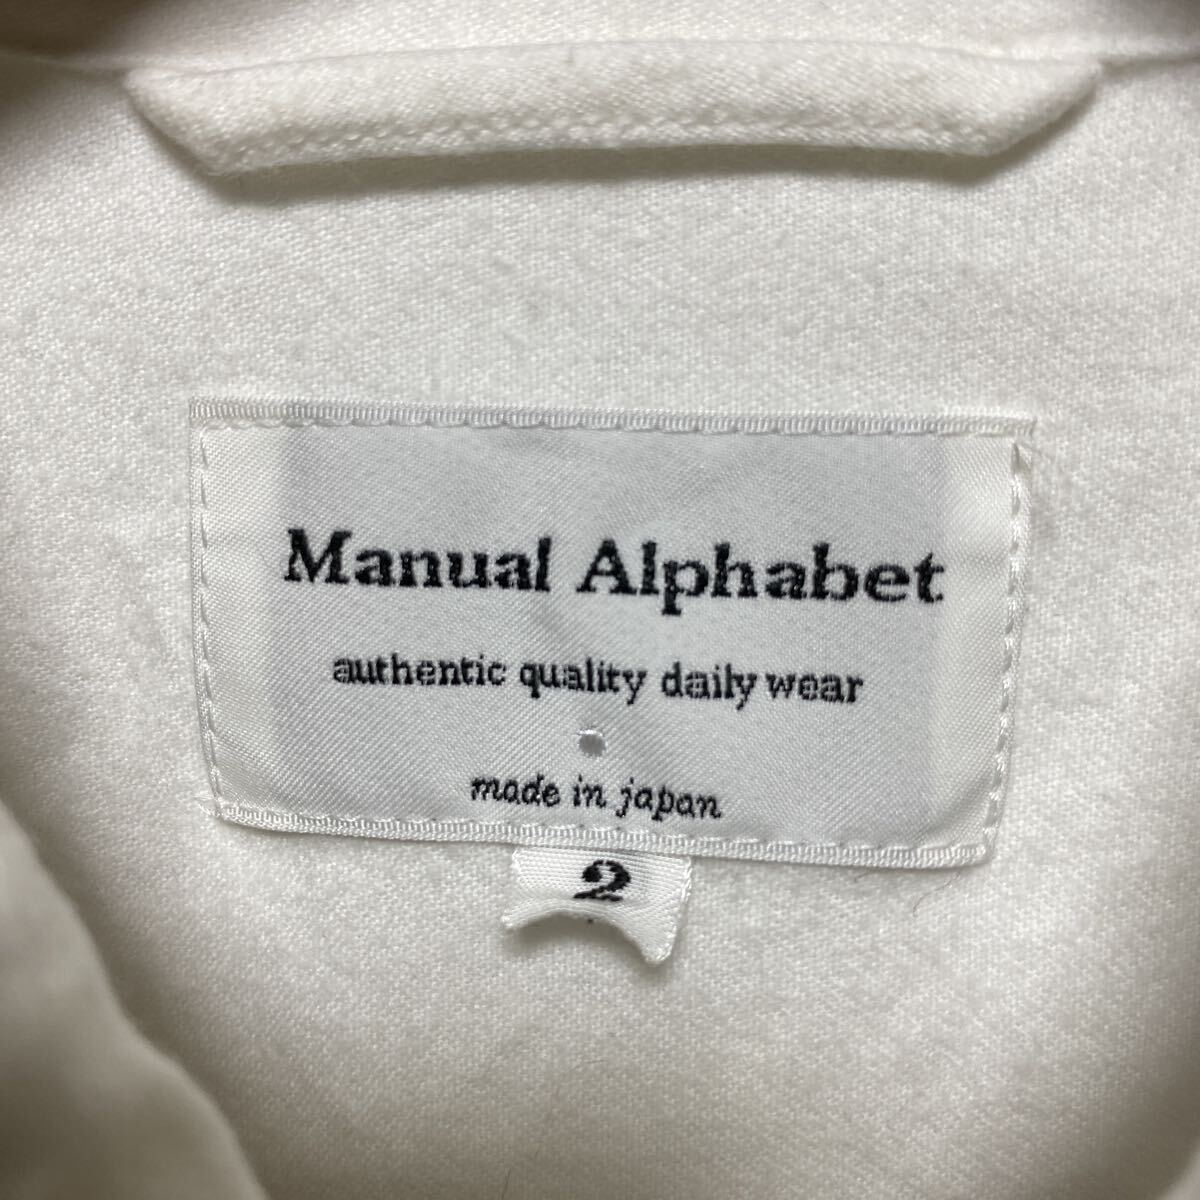 Manual Alphabet
authentic quality daily wear
made in japan
2